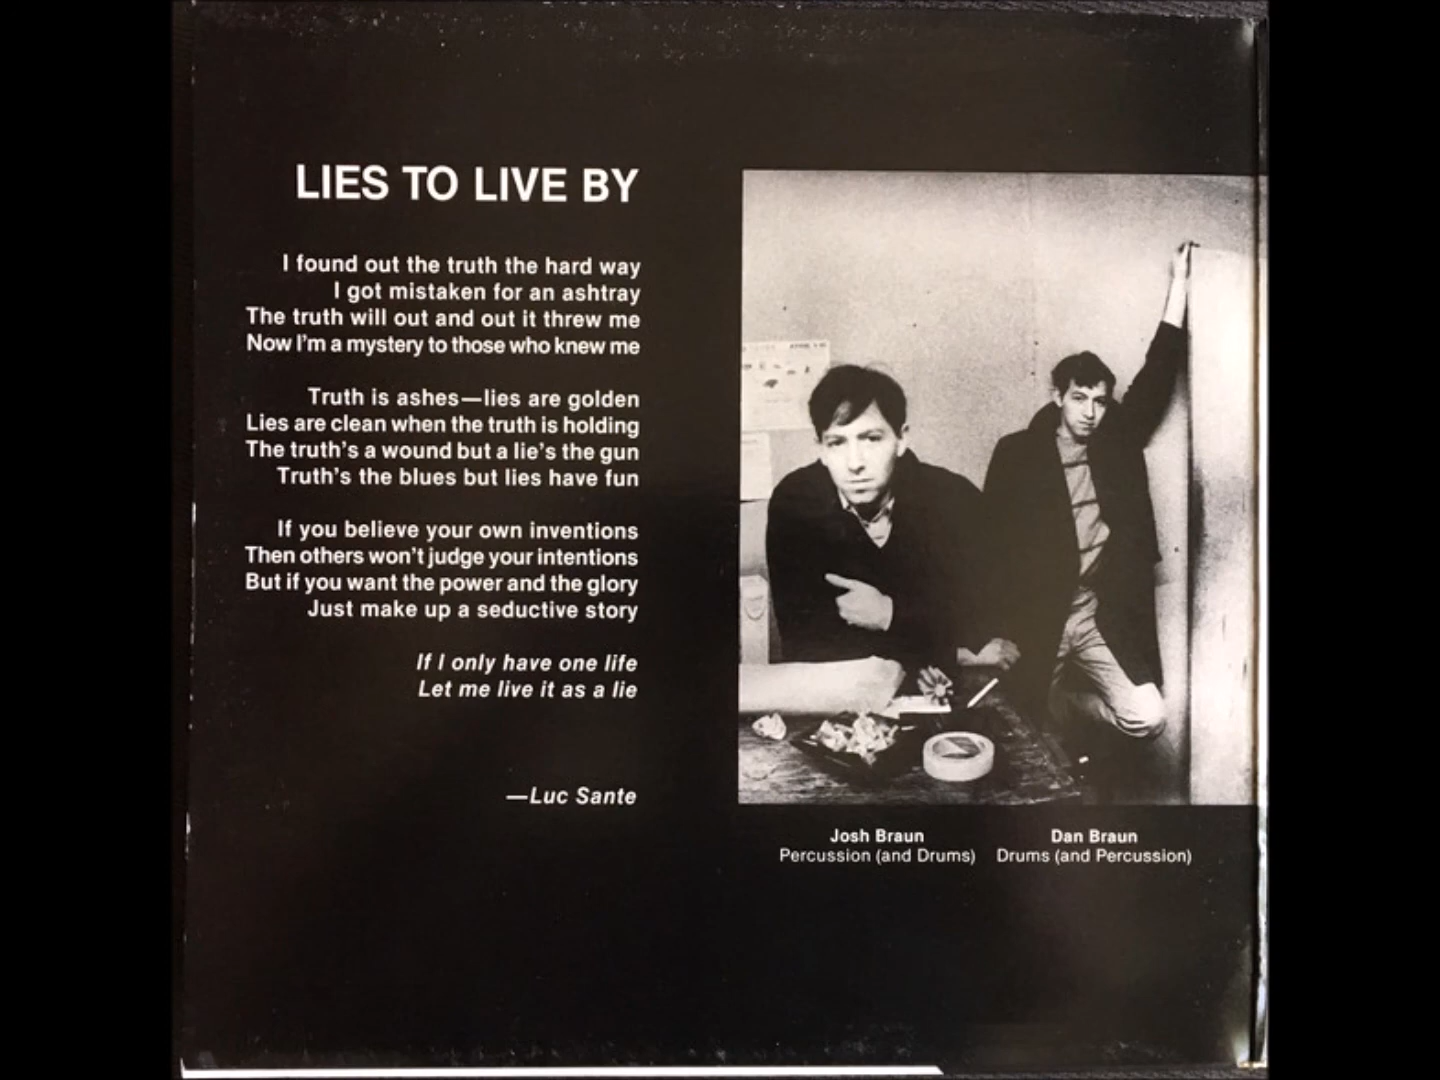 LIES TO LIVE BY
I found out the truth the hard way
I got mistaken for an ashtray
The truth will out and out it threw me
Now I'm a mystery to those who knew me
Truth is ashes—lies are golden
Lies are clean when the truth is holding
The truth's a wound but a lie's the gun
Truth's the blues but lies have fun
If you believe your own inventions
Then others won't judge your intentions
But if you want the power and the glory
Just make up a seductive story
If I only have one life
Let me live it as a lie
—Luc Sante
Josh Braun
Percussion (and Drums)
Dan Braun
Drums (and Percussion)